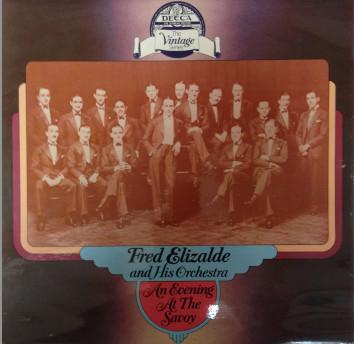 DECCA
The
Vintage
Series
Fred Elizalde
and His Orchestra
An Evening
At The
Savoy